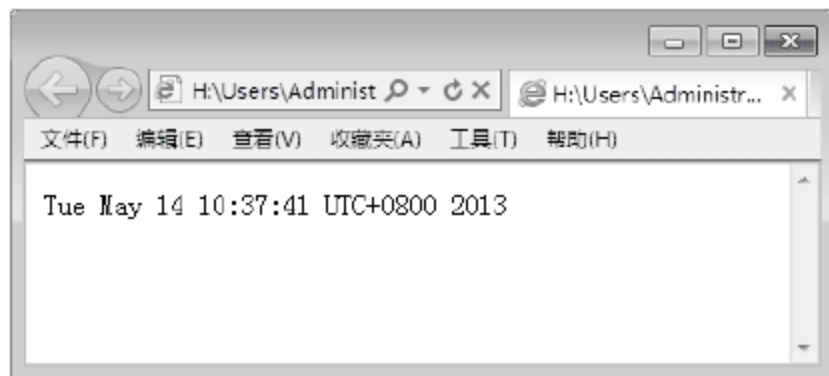 H:\Users\Administ
H:\Users\Administr...
文件(F) 编辑(E) 查看(V) 收藏夹(A) 工具(T) 帮助(H)
Tue May 14 10:37:41 UTC+0800 2013